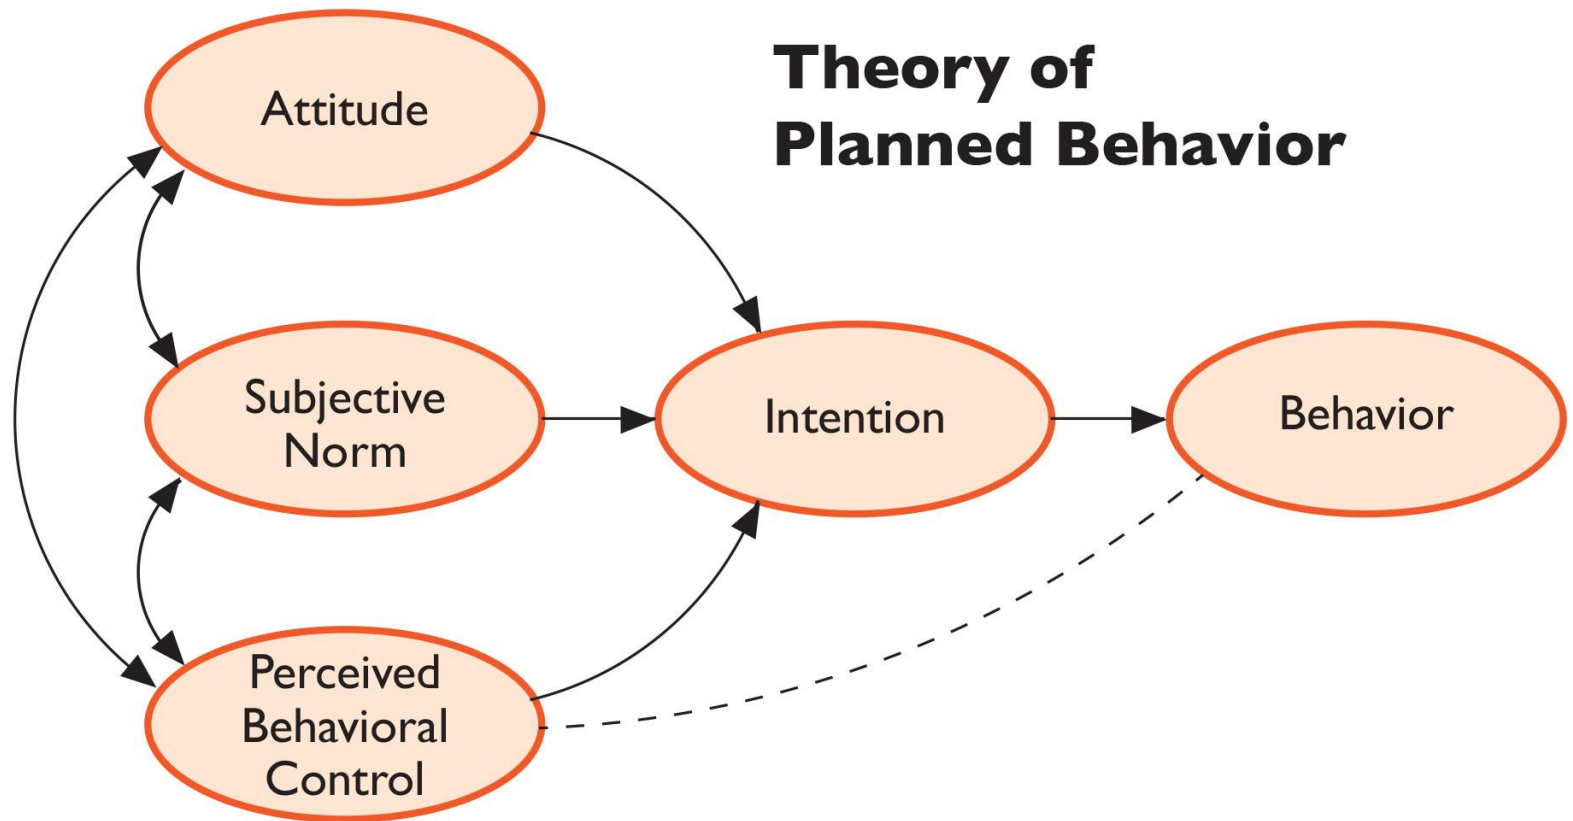 Theory of
Planned Behavior
Attitude
Subjective
Norm
Intention
Behavior
Perceived
Behavioral
Control